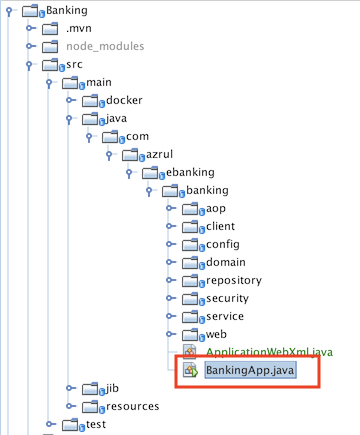 Banking
.mvn
node_modules
src
main
docker
java
com
azrul
ebanking
banking
aop
client
config
domain
repository
security
service
web
ApplicationWebXml.java
BankingApp.java
jib
resources
test